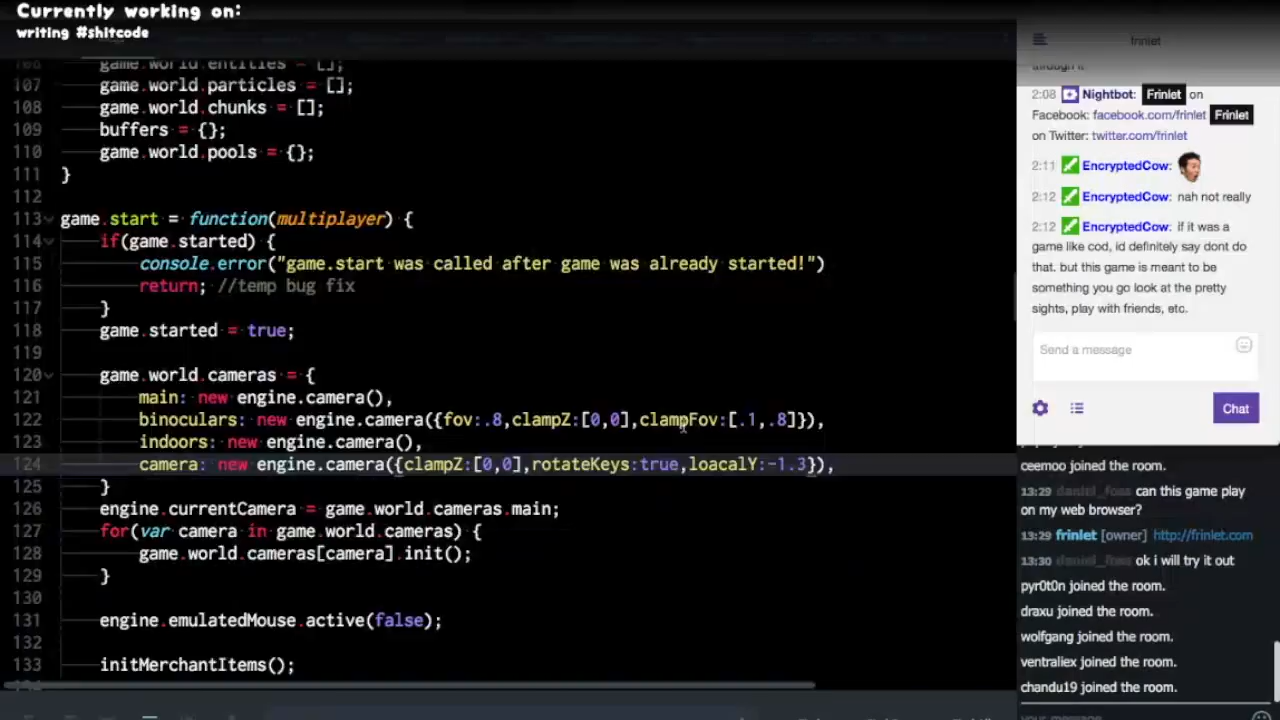 Currently working on:
writing #shitcode
106 game.world.entities = [];
107 game.world.particles = [];
108 game.world.chunks = [];
109 buffers = {};
110 game.world.pools = {};
111 }
112
113 game.start = function(multiplayer) {
114 if(game.started) {
115 console.error("game.start was called after game was already started!")
116 return; //temp bug fix
117 }
118 game.started = true;
119
120 game.world.cameras = {
121 main: new engine.camera(),
122 binoculars: new engine.camera({fov:.8,clampZ:[0,0],clampFov:[.1,.8]}),
123 indoors: new engine.camera(),
124 camera: new engine.camera({clampZ:[0,0],rotateKeys:true,loacalY:-1.3}),
125 }
126 engine.currentCamera = game.world.cameras.main;
127 for(var camera in game.world.cameras) {
128 game.world.cameras[camera].init();
129 }
130
131 engine.emulatedMouse.active(false);
132
133 initMerchantItems();
frinlet
through it.
2:08 Nightbot: Frinlet on
Facebook: facebook.com/frinlet Frinlet
on Twitter: twitter.com/frinlet
2:11 EncryptedCow:
2:12 EncryptedCow: nah not really
2:12 EncryptedCow: if it was a
game like cod, id definitely say dont do
that. but this game is meant to be
something you go look at the pretty
sights, play with friends, etc.
Send a message
Chat
ceemoo joined the room.
13:29 daniel_foss can this game play
on my web browser?
13:29 frinlet [owner] http://frinlet.com
13:30 daniel_foss ok i will try it out
pyr0t0n joined the room.
draxu joined the room.
wolfgang joined the room.
ventraliex joined the room.
chandu19 joined the room.
your message